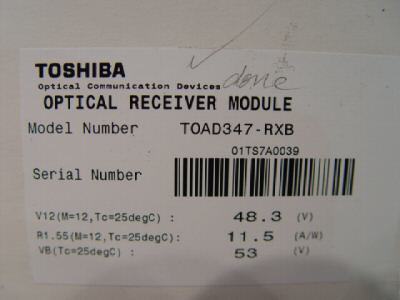 TOSHIBA
Optical Communication Devices done
OPTICAL RECEIVER MODULE
Model Number TOAD347-RXB
01TS7A0039
Serial Number
V12(M=12,Tc=25degC) : 48.3 (V)
R1.55(M=12,Tc=25degC): 11.5 (A/W)
VB(Tc=25degC) : 53 (V)